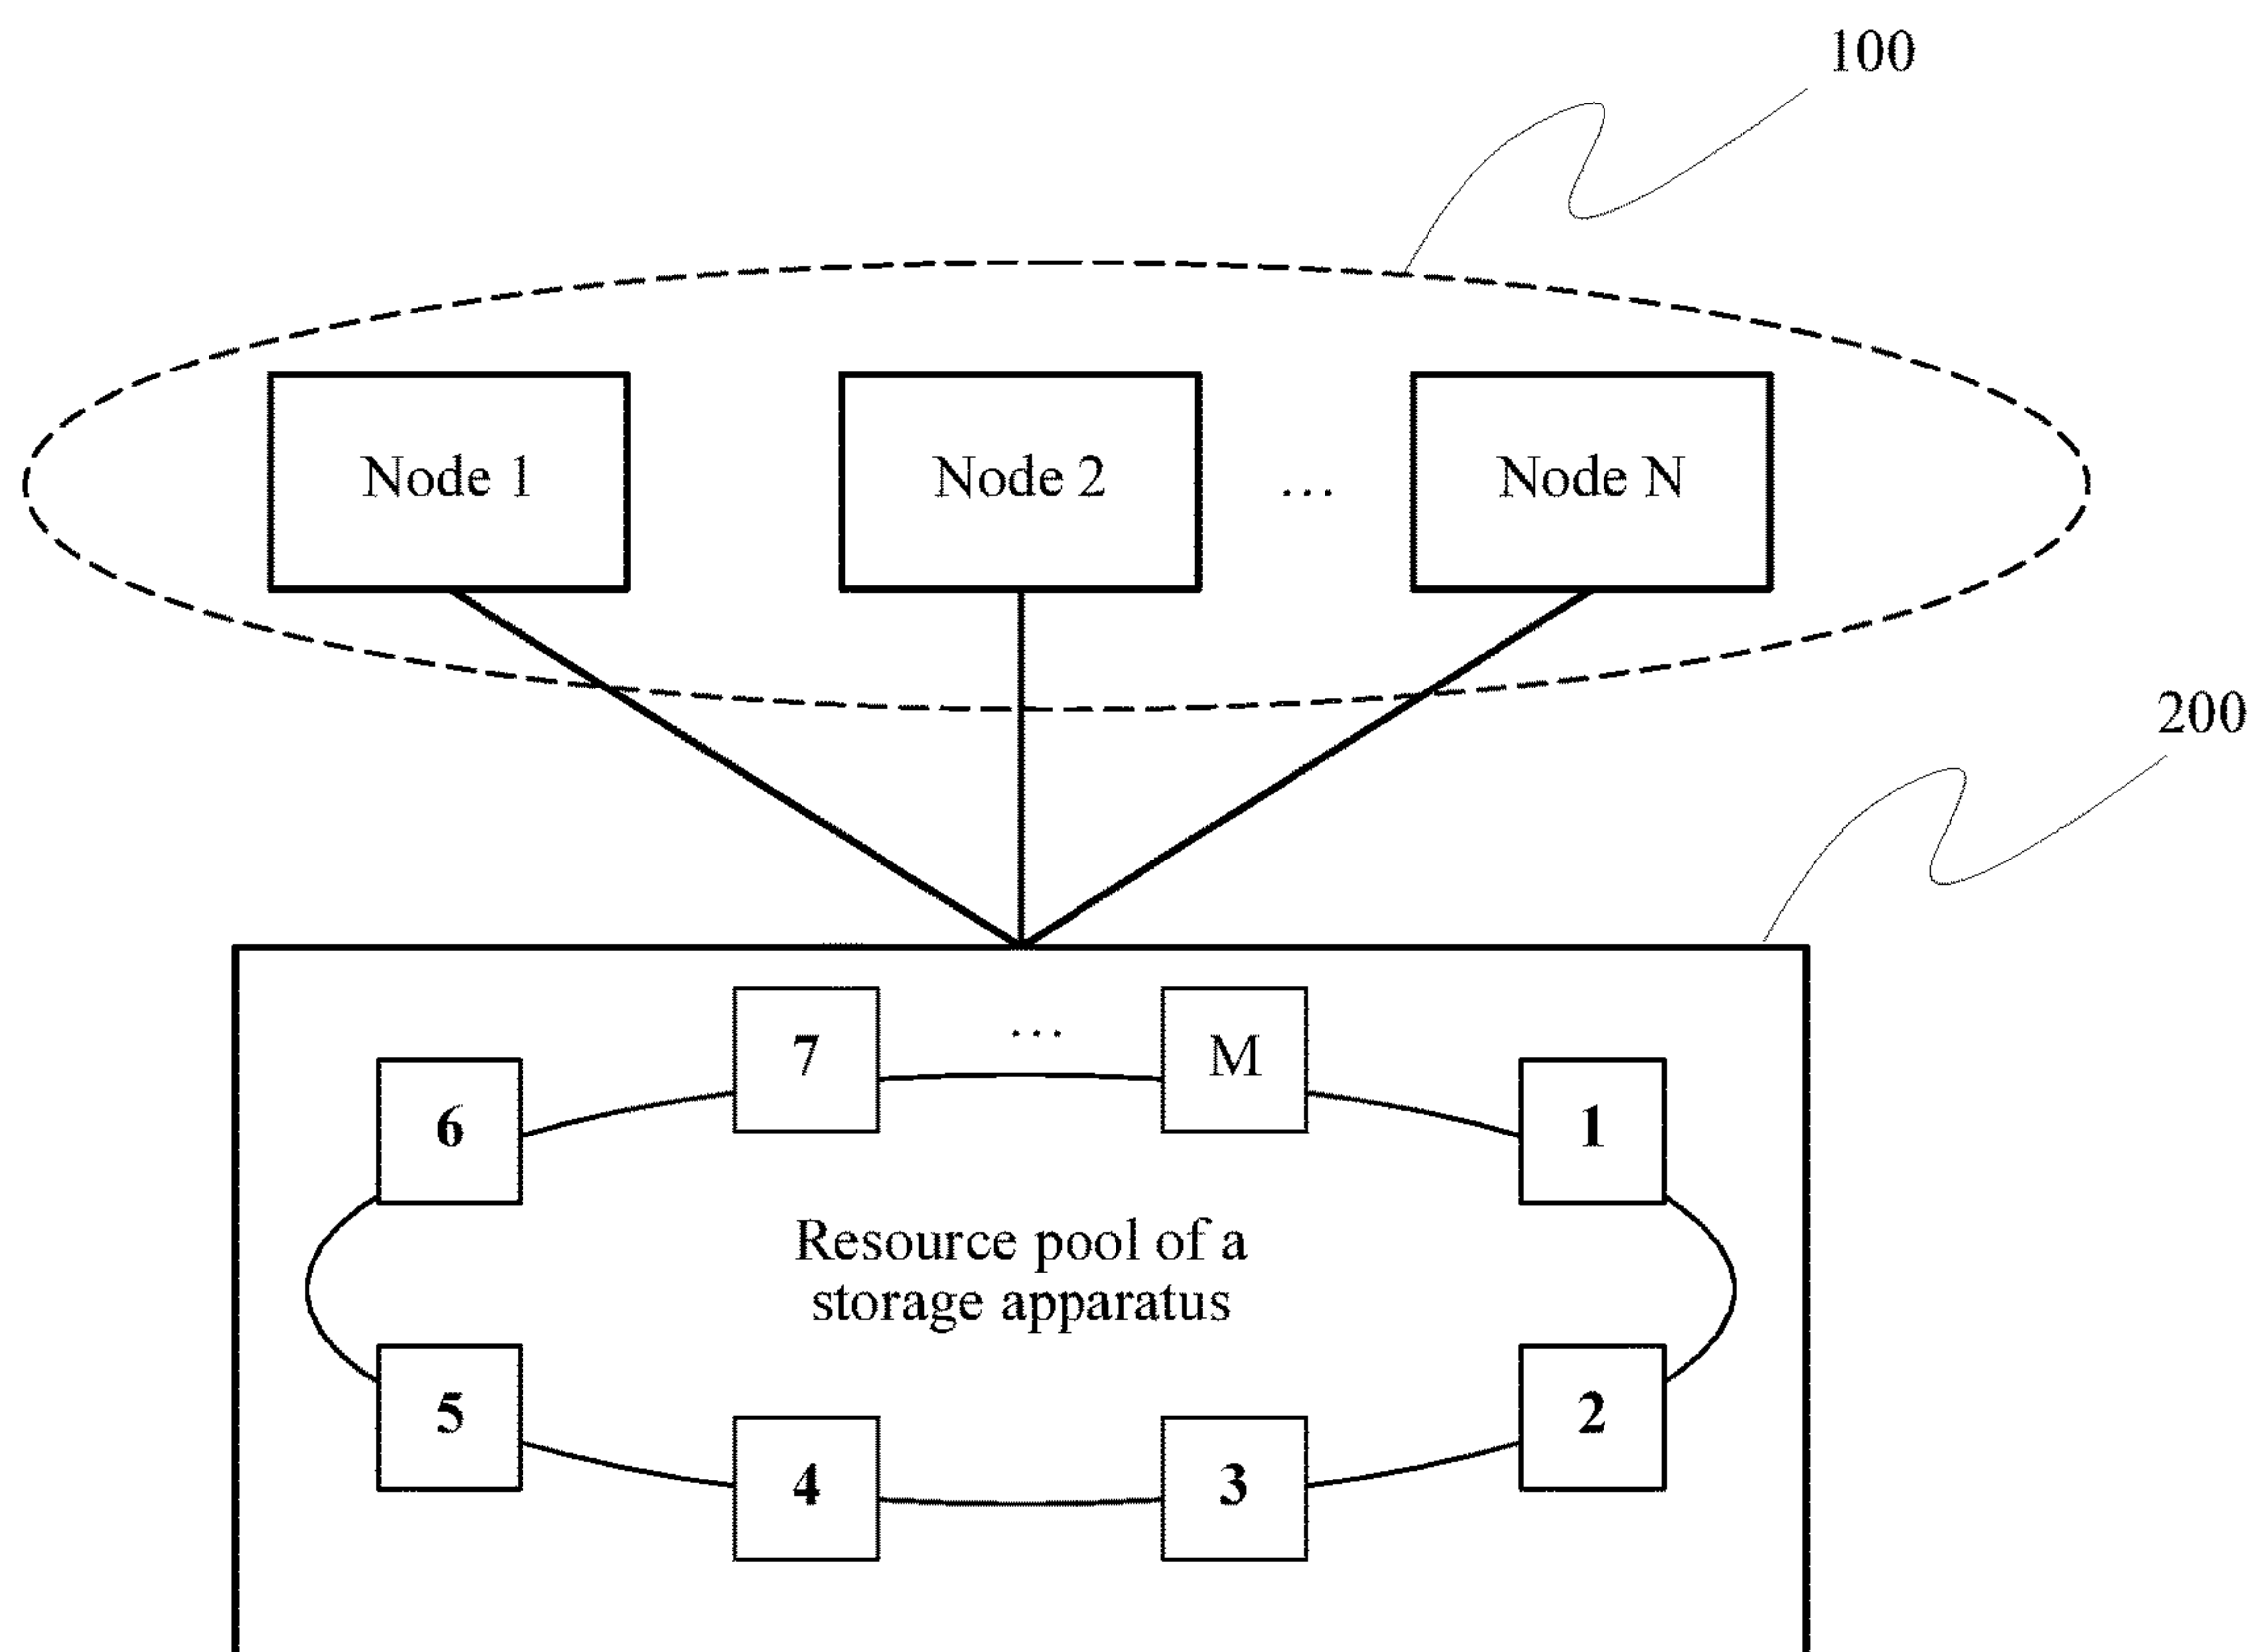 100
Node 1
Node 2
...
Node N
200
7
...
M
6
1
Resource pool of a
storage apparatus
5
2
4
3